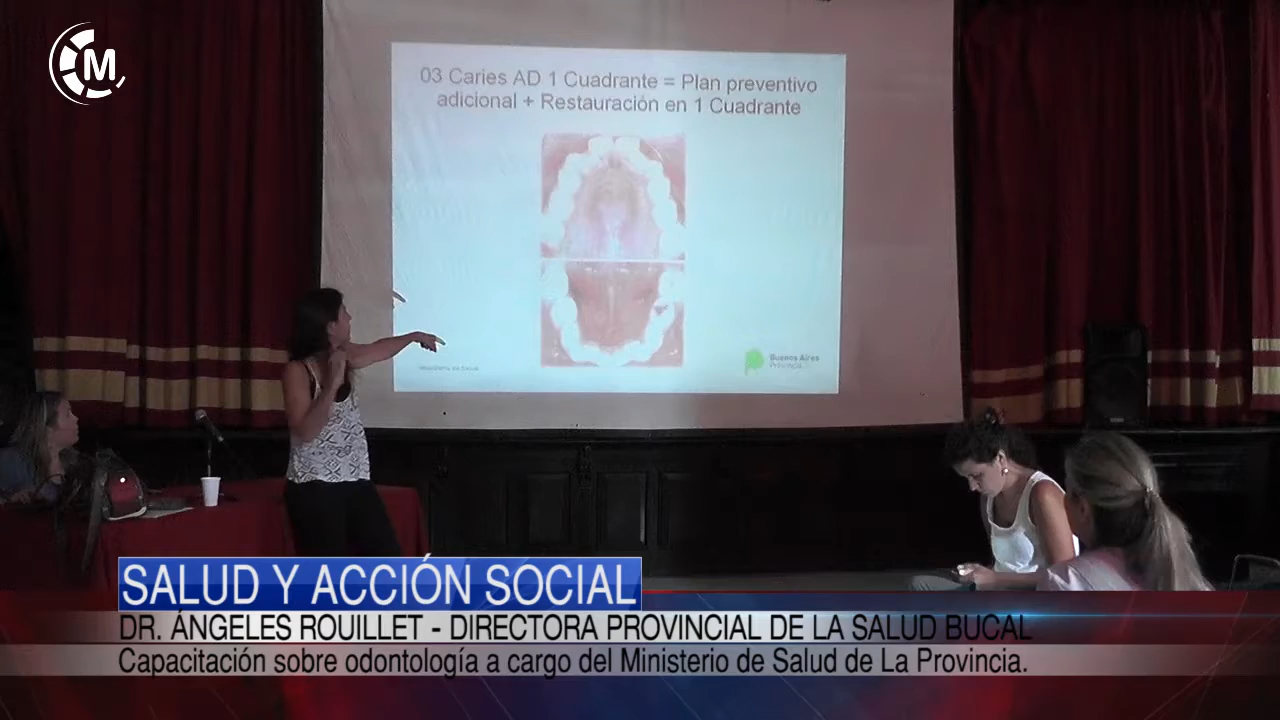 M
03 Caries AD 1 Cuadrante = Plan preventivo
adicional + Restauración en 1 Cuadrante
Buenos Aires
Provincia
SALUD Y ACCIÓN SOCIAL
DR. ÁNGELES ROUILLET - DIRECTORA PROVINCIAL DE LA SALUD BUCAL
Capacitación sobre odontología a cargo del Ministerio de Salud de La Provincia.